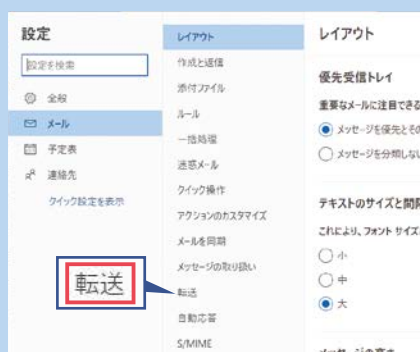 設定
設定を検索
全般
メール
予定表
連絡先
クイック設定を表示
レイアウト
作成と返信
添付ファイル
ルール
一括処理
迷惑メール
クイック操作
アクションのカスタマイズ
メールを同期
メッセージの取り扱い
転送
自動応答
S/MIME
転送
レイアウト
優先受信トレイ
重要なメールに注目できる
メッセージを優先とその
メッセージを分類しない
テキストのサイズと間隔
これにより、フォント サイズ
小
中
大